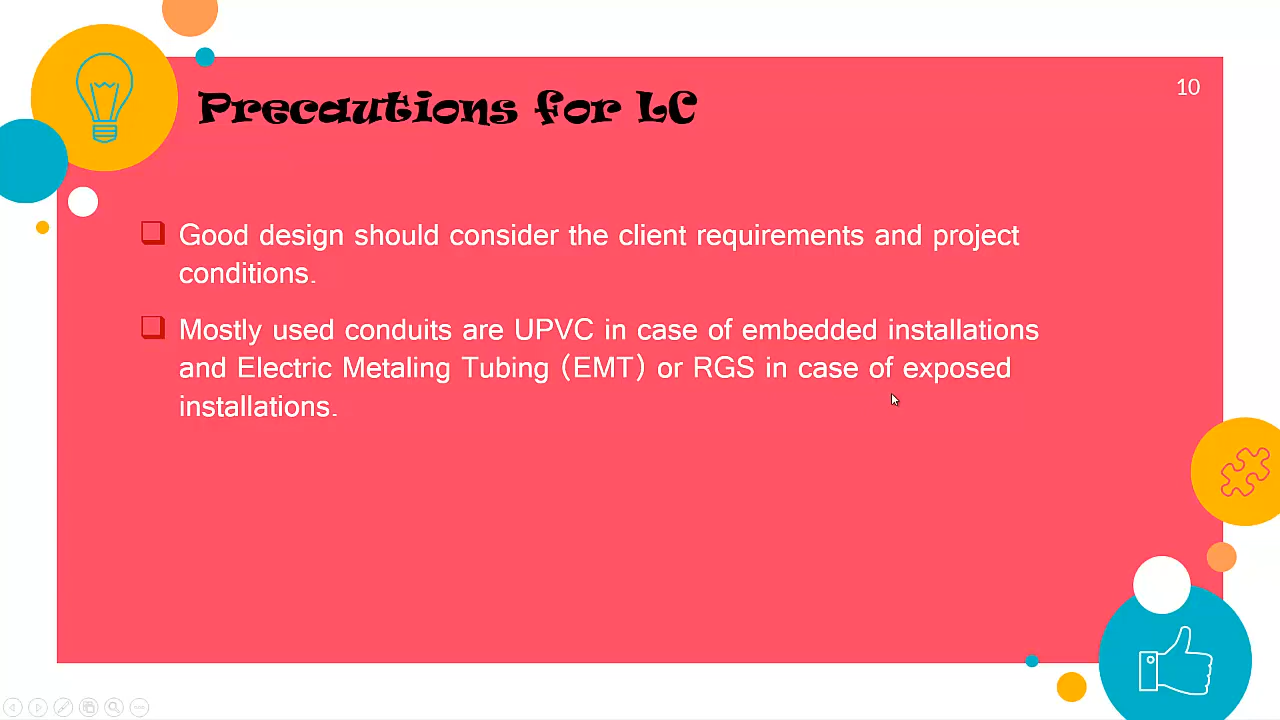 10
Precautions for LC
Good design should consider the client requirements and project
conditions.
Mostly used conduits are UPVC in case of embedded installations
and Electric Metaling Tubing (EMT) or RGS in case of exposed
installations.